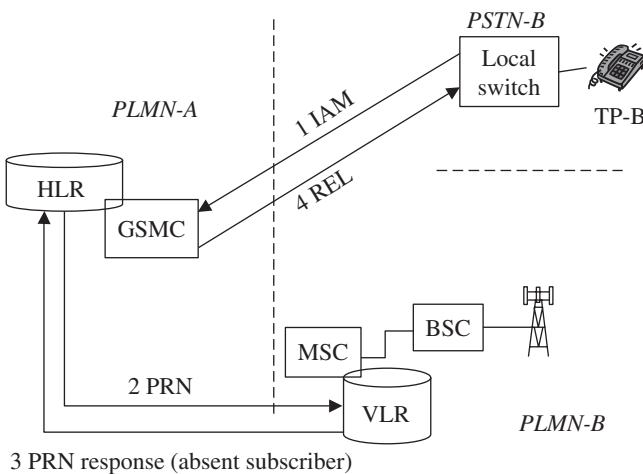 PSTN-B
Local
switch
TP-B
PLMN-A
1 IAM
4 REL
HLR
GSMC
BSC
MSC
2 PRN
VLR
PLMN-B
3 PRN response (absent subscriber)